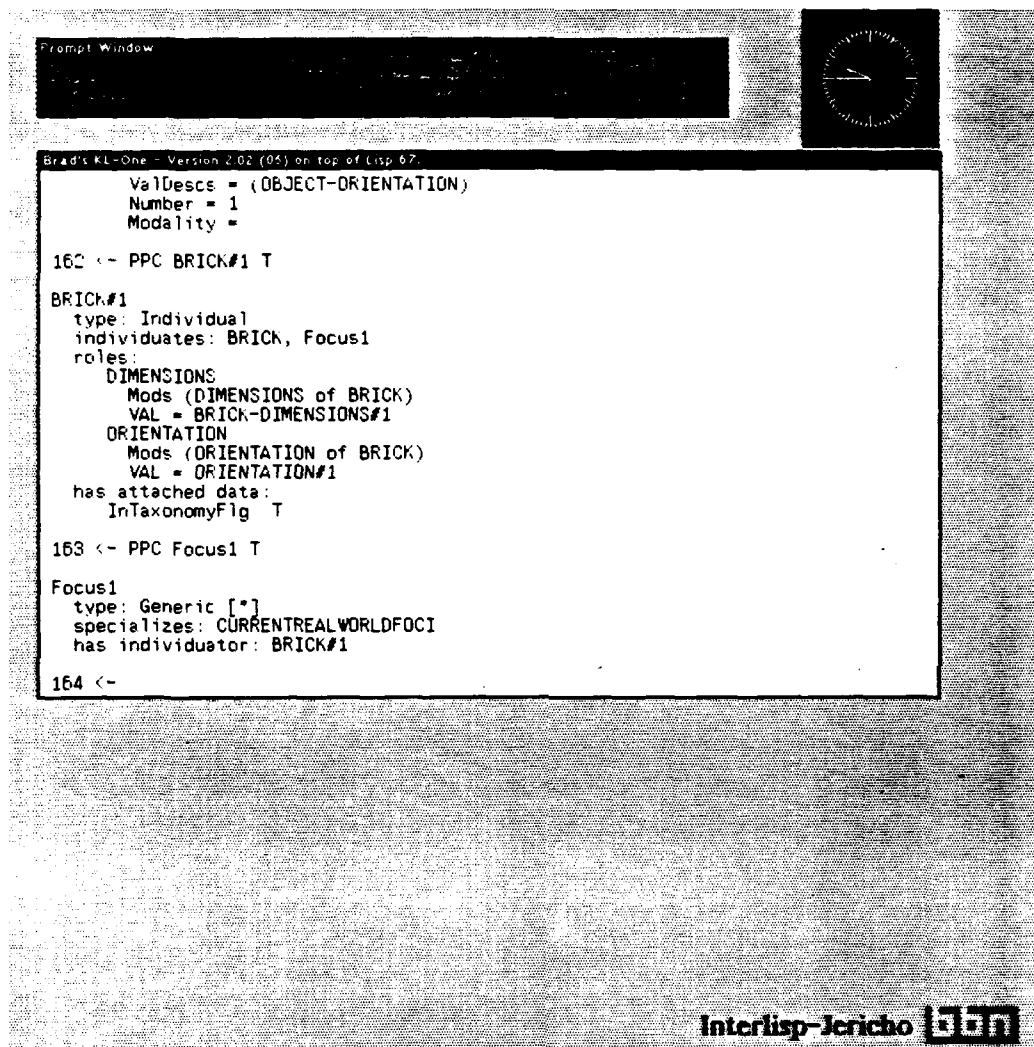 Prompt Window
Brad's KL-One - Version 2.02 (05) on top of Lisp 67.
ValDescs = (OBJECT-ORIENTATION)
Number = 1
Modality =
162 <- PPC BRICK#1 T
BRICK#1
type: Individual
individuates: BRICK, Focus1
roles:
DIMENSIONS
Mods (DIMENSIONS of BRICK)
VAL = BRICK-DIMENSIONS#1
ORIENTATION
Mods (ORIENTATION of BRICK)
VAL = ORIENTATION#1
has attached data:
InTaxonomyFlg T
163 <- PPC Focus1 T
Focus1
type: Generic [*]
specializes: CURRENTREALWORLDFOCI
has individuator: BRICK#1
164 <-
Interlisp-Jericho bbn